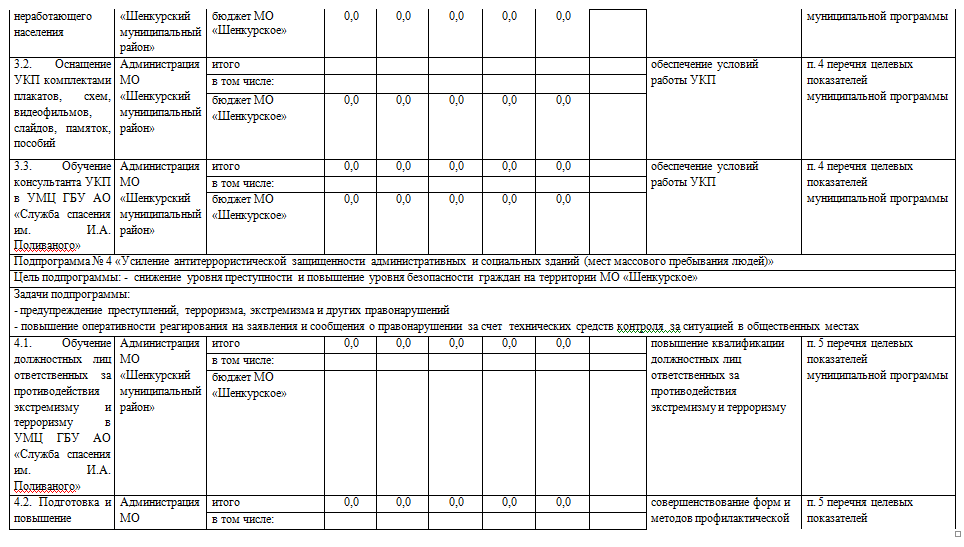 неработающего населения «Шенкурский муниципальный район» бюджет МО «Шенкурское» 0,0 0,0 0,0 0,0 0,0 муниципальной программы
3.2. Оснащение УКП комплектами плакатов, схем, видеофильмов, слайдов, памяток, пособий
Администрация МО «Шенкурский муниципальный район»
итого
в том числе:
бюджет МО «Шенкурское» 0,0 0,0 0,0 0,0 0,0
обеспечение условий работы УКП
п. 4 перечня целевых показателей муниципальной программы
3.3. Обучение консультанта УКП в УМЦ ГБУ АО «Служба спасения им. И.А. Поливаного»
Администрация МО «Шенкурский муниципальный район»
итого 0,0 0,0 0,0 0,0 0,0
в том числе:
бюджет МО «Шенкурское» 0,0 0,0 0,0 0,0 0,0
обеспечение условий работы УКП
п. 4 перечня целевых показателей муниципальной программы
Подпрограмма № 4 «Усиление антитеррористической защищенности административных и социальных зданий (мест массового пребывания людей)»
Цель подпрограммы: - снижение уровня преступности и повышение уровня безопасности граждан на территории МО «Шенкурское»
Задачи подпрограммы:
- предупреждение преступлений, терроризма, экстремизма и других правонарушений
- повышение оперативности реагирования на заявления и сообщения о правонарушении за счет технических средств контроля за ситуацией в общественных местах
4.1. Обучение должностных лиц ответственных за противодействия экстремизму и терроризму в УМЦ ГБУ АО «Служба спасения им. И.А. Поливаного»
Администрация МО «Шенкурский муниципальный район»
итого 0,0 0,0 0,0 0,0 0,0
в том числе:
бюджет МО «Шенкурское»
повышение квалификации должностных лиц ответственных за противодействия экстремизму и терроризму
п. 5 перечня целевых показателей муниципальной программы
4.2. Подготовка и повышение
Администрация МО
итого 0,0 0,0 0,0 0,0 0,0
в том числе:
совершенствование форм и методов профилактической
п. 5 перечня целевых показателей